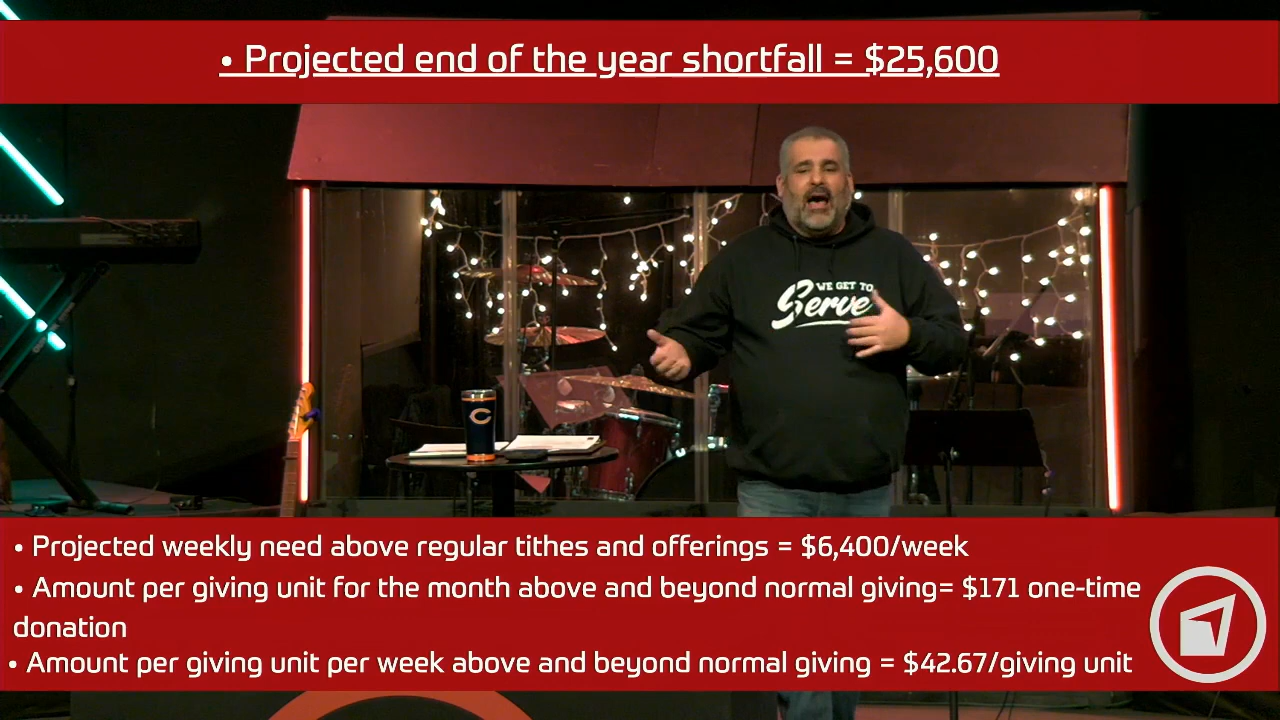 • Projected end of the year shortfall = $25,600
WE GET TO
Serve
• Projected weekly need above regular tithes and offerings = $6,400/week
• Amount per giving unit for the month above and beyond normal giving= $171 one-time
donation
• Amount per giving unit per week above and beyond normal giving = $42.67/giving unit